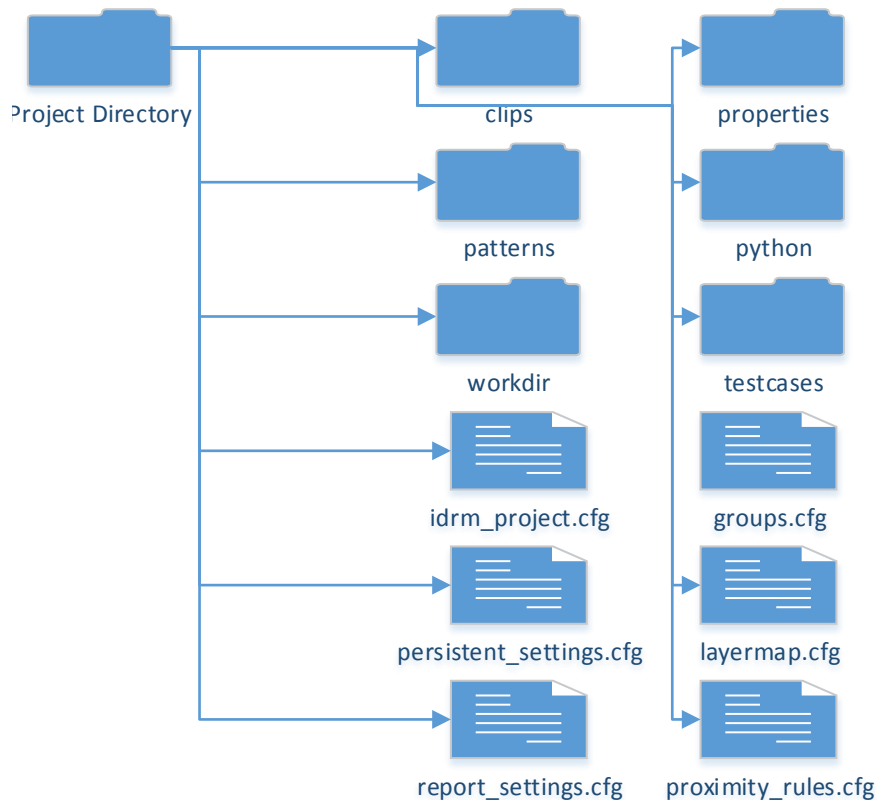 Project Directory
clips
properties
patterns
python
workdir
testcases
idrm_project.cfg
groups.cfg
persistent_settings.cfg
layermap.cfg
report_settings.cfg
proximity_rules.cfg